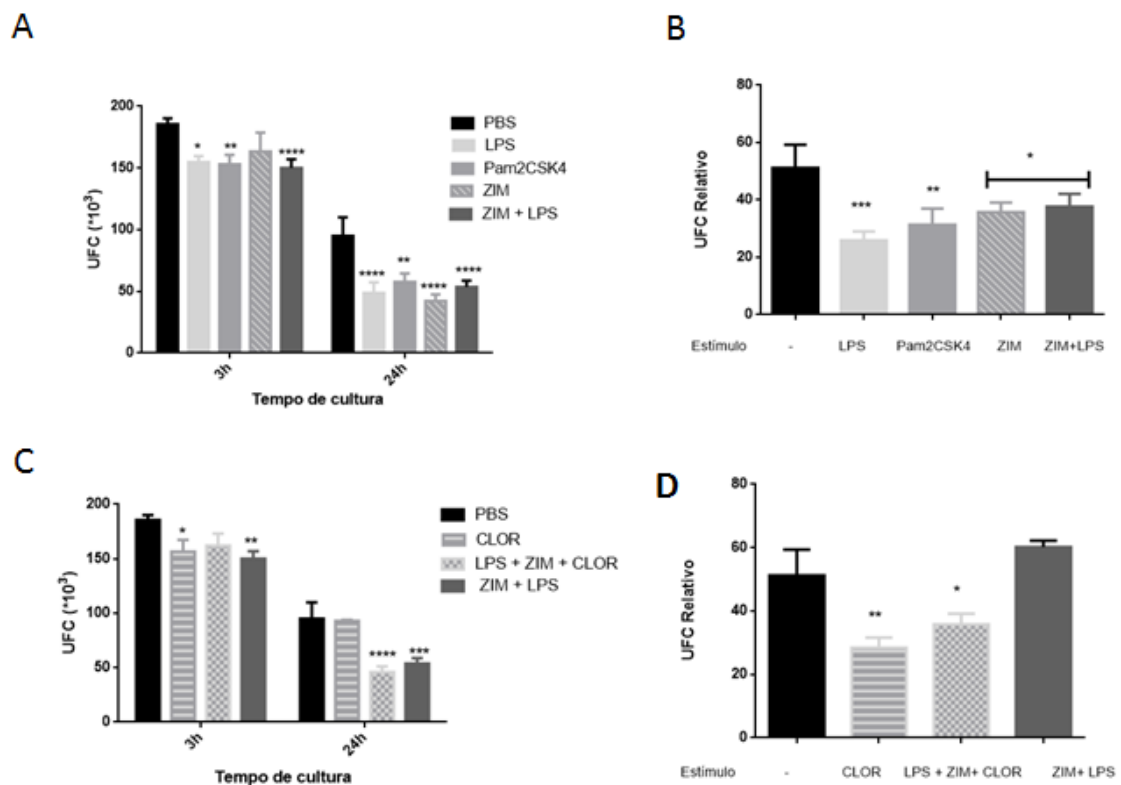 A
UFC (*10³)
200
150
100
50
0
* ** ****
**** ** **** ****
3h 24h
Tempo de cultura
PBS
LPS
Pam2CSK4
ZIM
ZIM + LPS
B
UFC Relativo
80
60
40
20
0
*** ** *
Estímulo - LPS Pam2CSK4 ZIM ZIM+LPS
C
UFC (*10³)
200
150
100
50
0
* **
**** ***
3h 24h
Tempo de cultura
PBS
CLOR
LPS + ZIM + CLOR
ZIM + LPS
D
UFC Relativo
80
60
40
20
0
** *
Estímulo - CLOR LPS + ZIM+ CLOR ZIM+ LPS